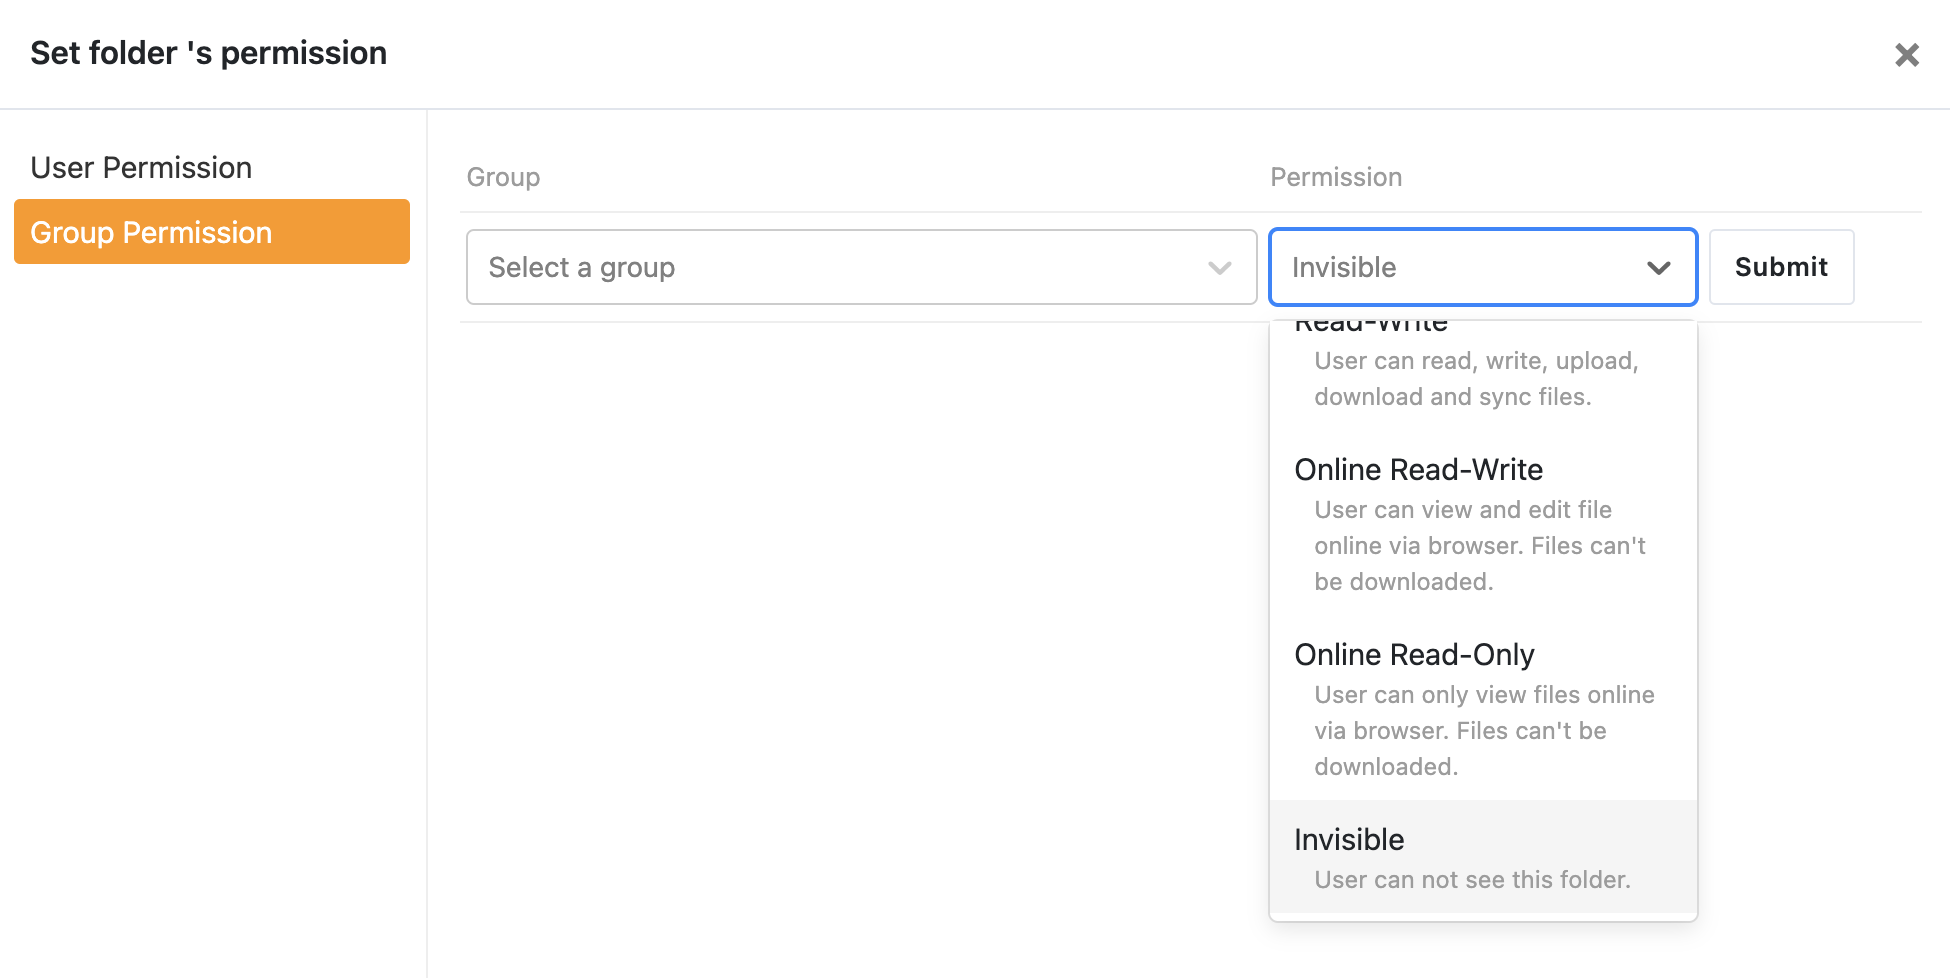 Set folder 's permission
User Permission
Group Permission
Group
Permission
Select a group
Invisible
Submit
Read-Write
User can read, write, upload,
download and sync files.
Online Read-Write
User can view and edit file
online via browser. Files can't
be downloaded.
Online Read-Only
User can only view files online
via browser. Files can't be
downloaded.
Invisible
User can not see this folder.